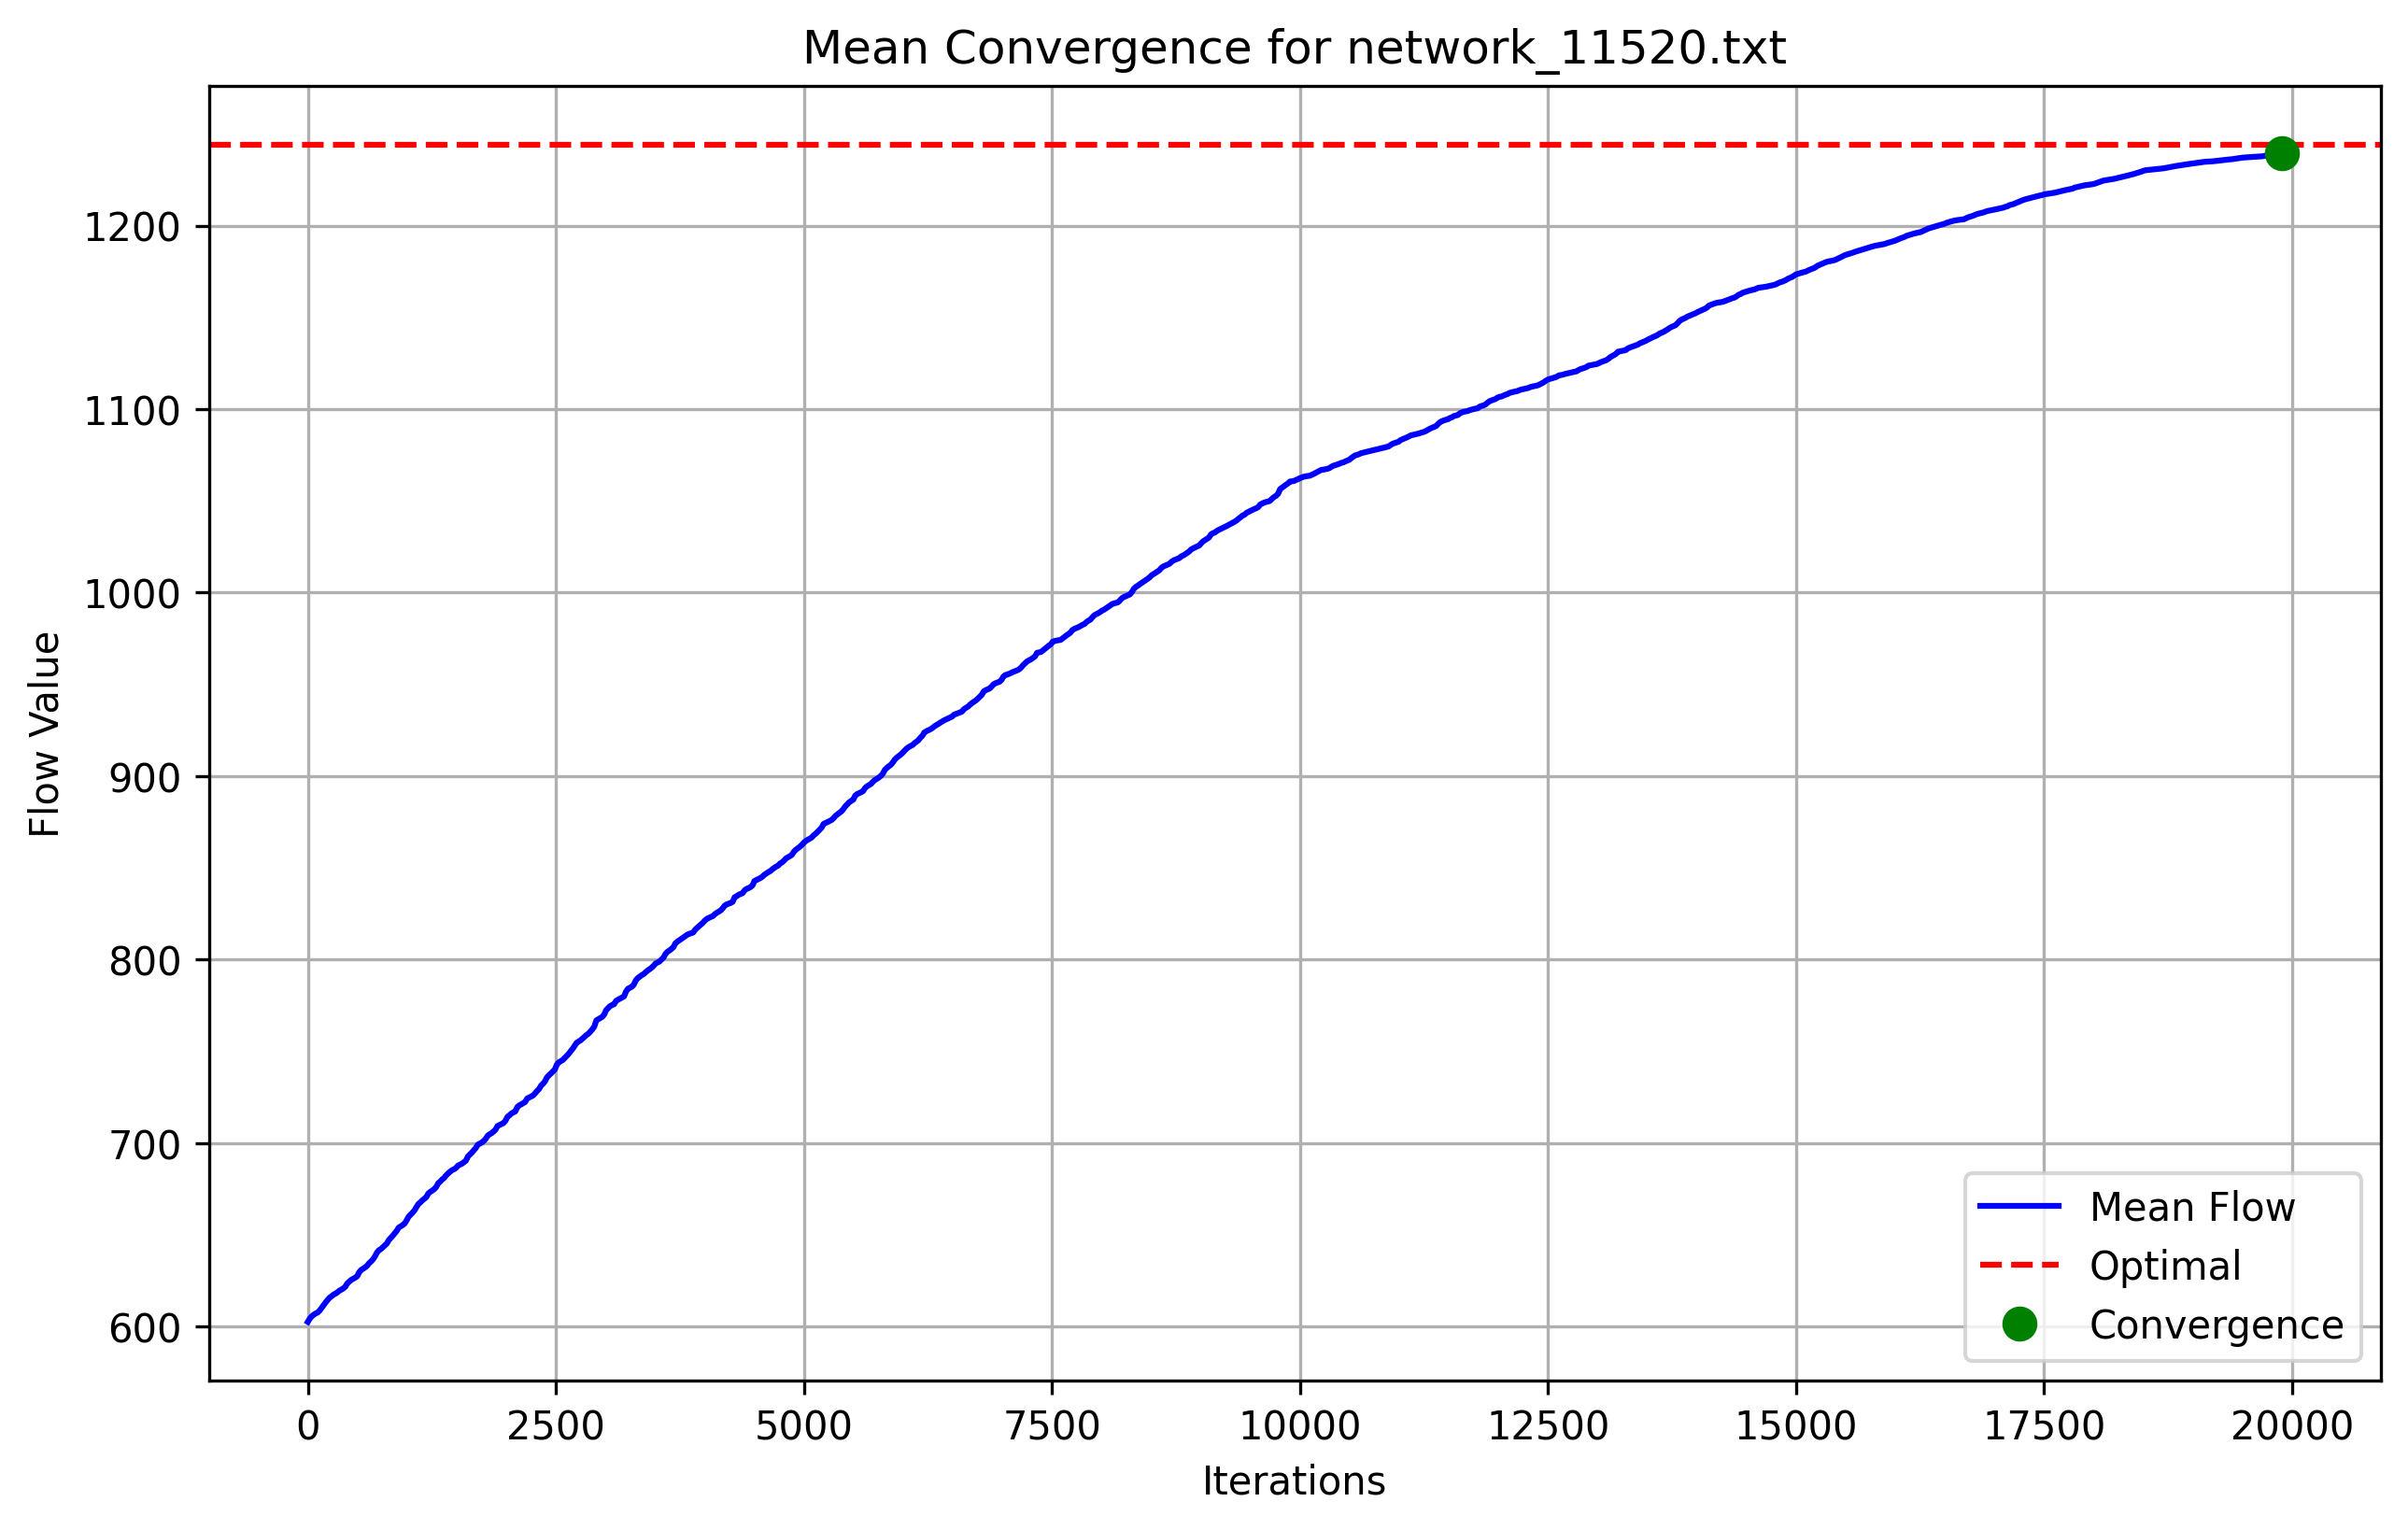 Mean Convergence for network_11520.txt
1200
1100
1000
900
800
700
600
Flow Value
Mean Flow
Optimal
Convergence
0 2500 5000 7500 10000 12500 15000 17500 20000
Iterations